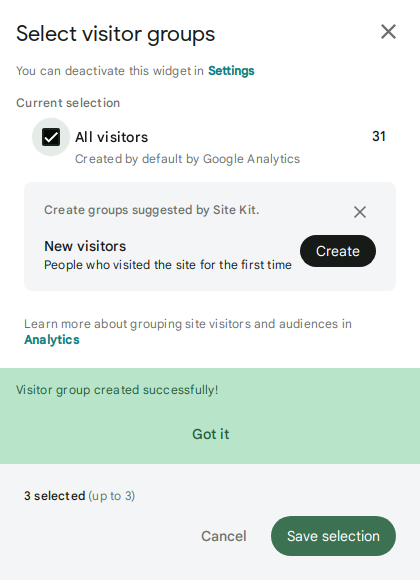 Select visitor groups
You can deactivate this widget in Settings
Current selection
All visitors
31
Created by default by Google Analytics
Create groups suggested by Site Kit.
New visitors
People who visited the site for the first time
Create
Learn more about grouping site visitors and audiences in
Analytics
Visitor group created successfully!
Got it
3 selected (up to 3)
Cancel
Save selection